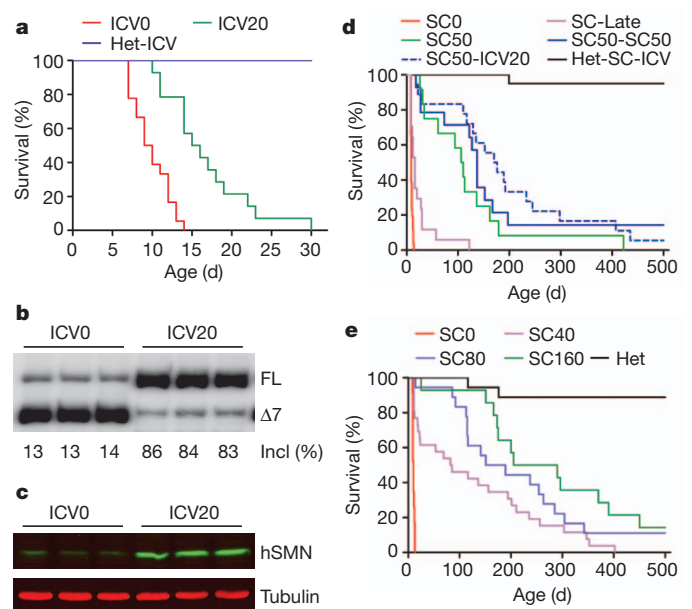 a
ICV0 ICV20
Het-ICV
Survival (%)
100
80
60
40
20
0
0 5 10 15 20 25 30
Age (d)
b
ICV0 ICV20
FL
Δ7
13 13 14 86 84 83 Incl (%)
c
ICV0 ICV20
hSMN
Tubulin
d
SC0 SC-Late
SC50 SC50-SC50
SC50-ICV20 Het-SC-ICV
Survival (%)
100
80
60
40
20
0
0 100 200 300 400 500
Age (d)
e
SC0 SC40
SC80 SC160 Het
Survival (%)
100
80
60
40
20
0
0 100 200 300 400 500
Age (d)